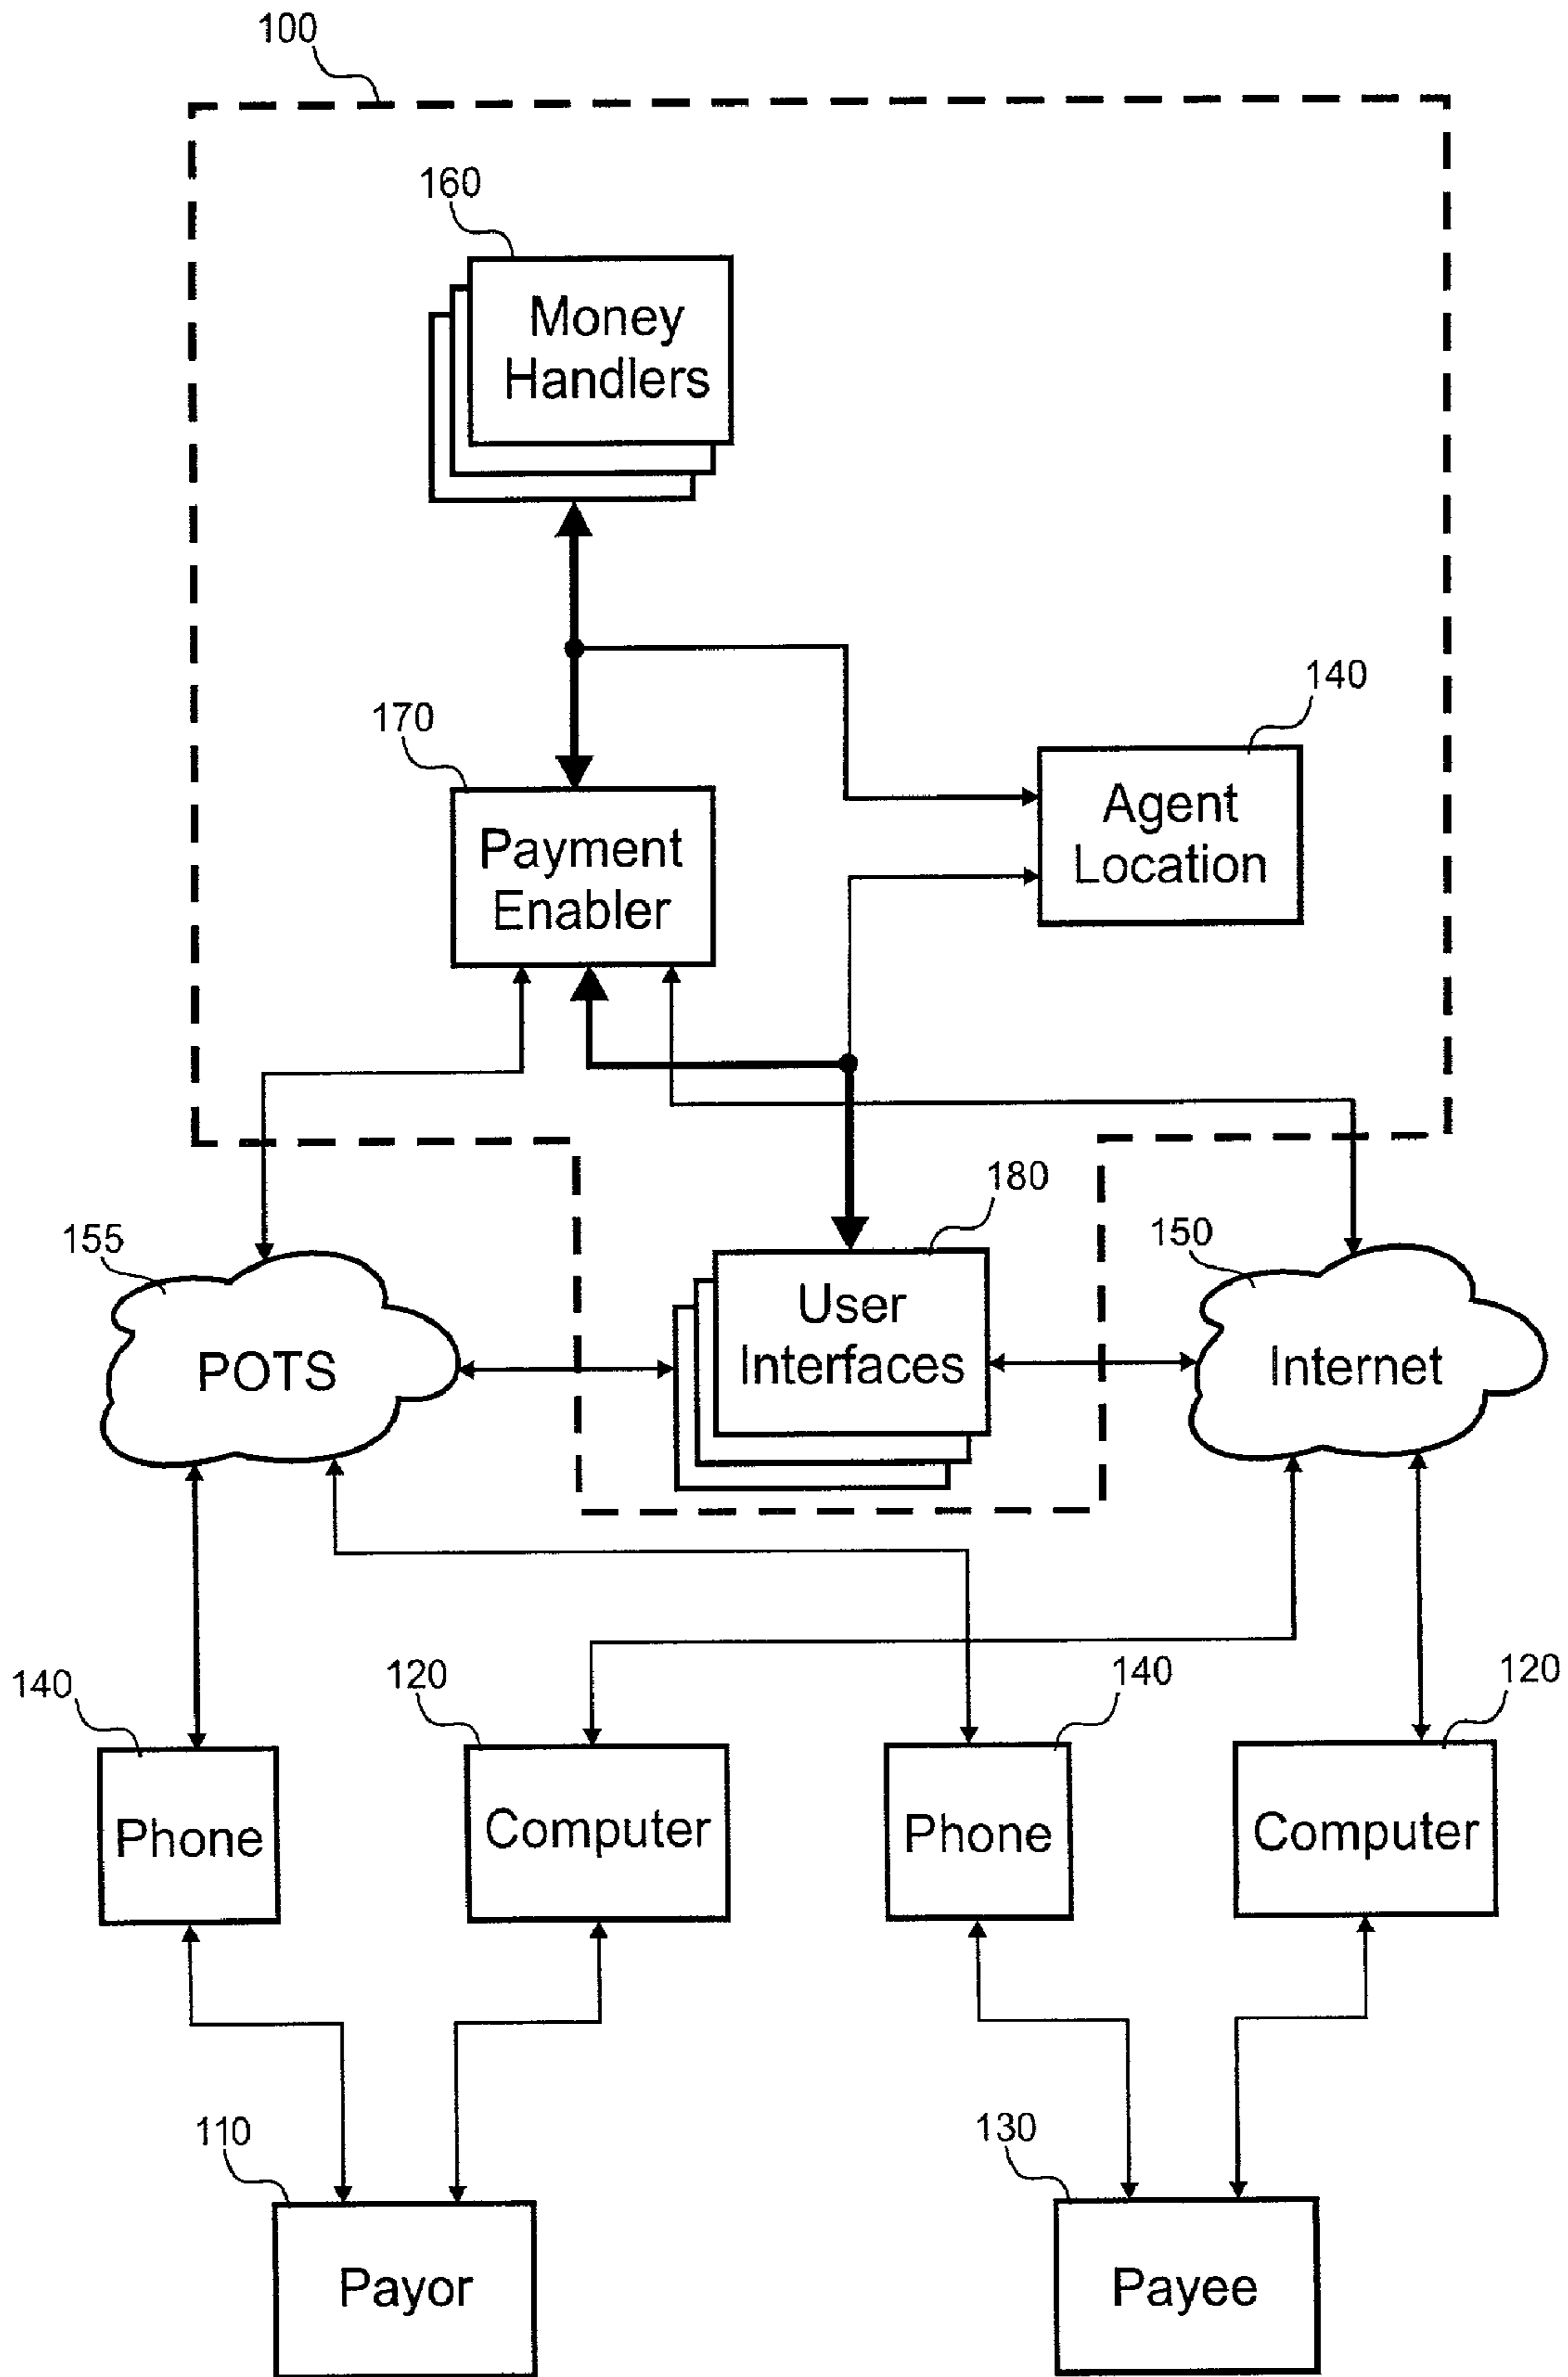 100
160
Money
Handlers
140
170
Agent
Location
Payment
Enabler
180
155
150
User
Interfaces
POTS
Internet
140
120
140
120
Phone
Computer
Phone
Computer
110
130
Payor
Payee